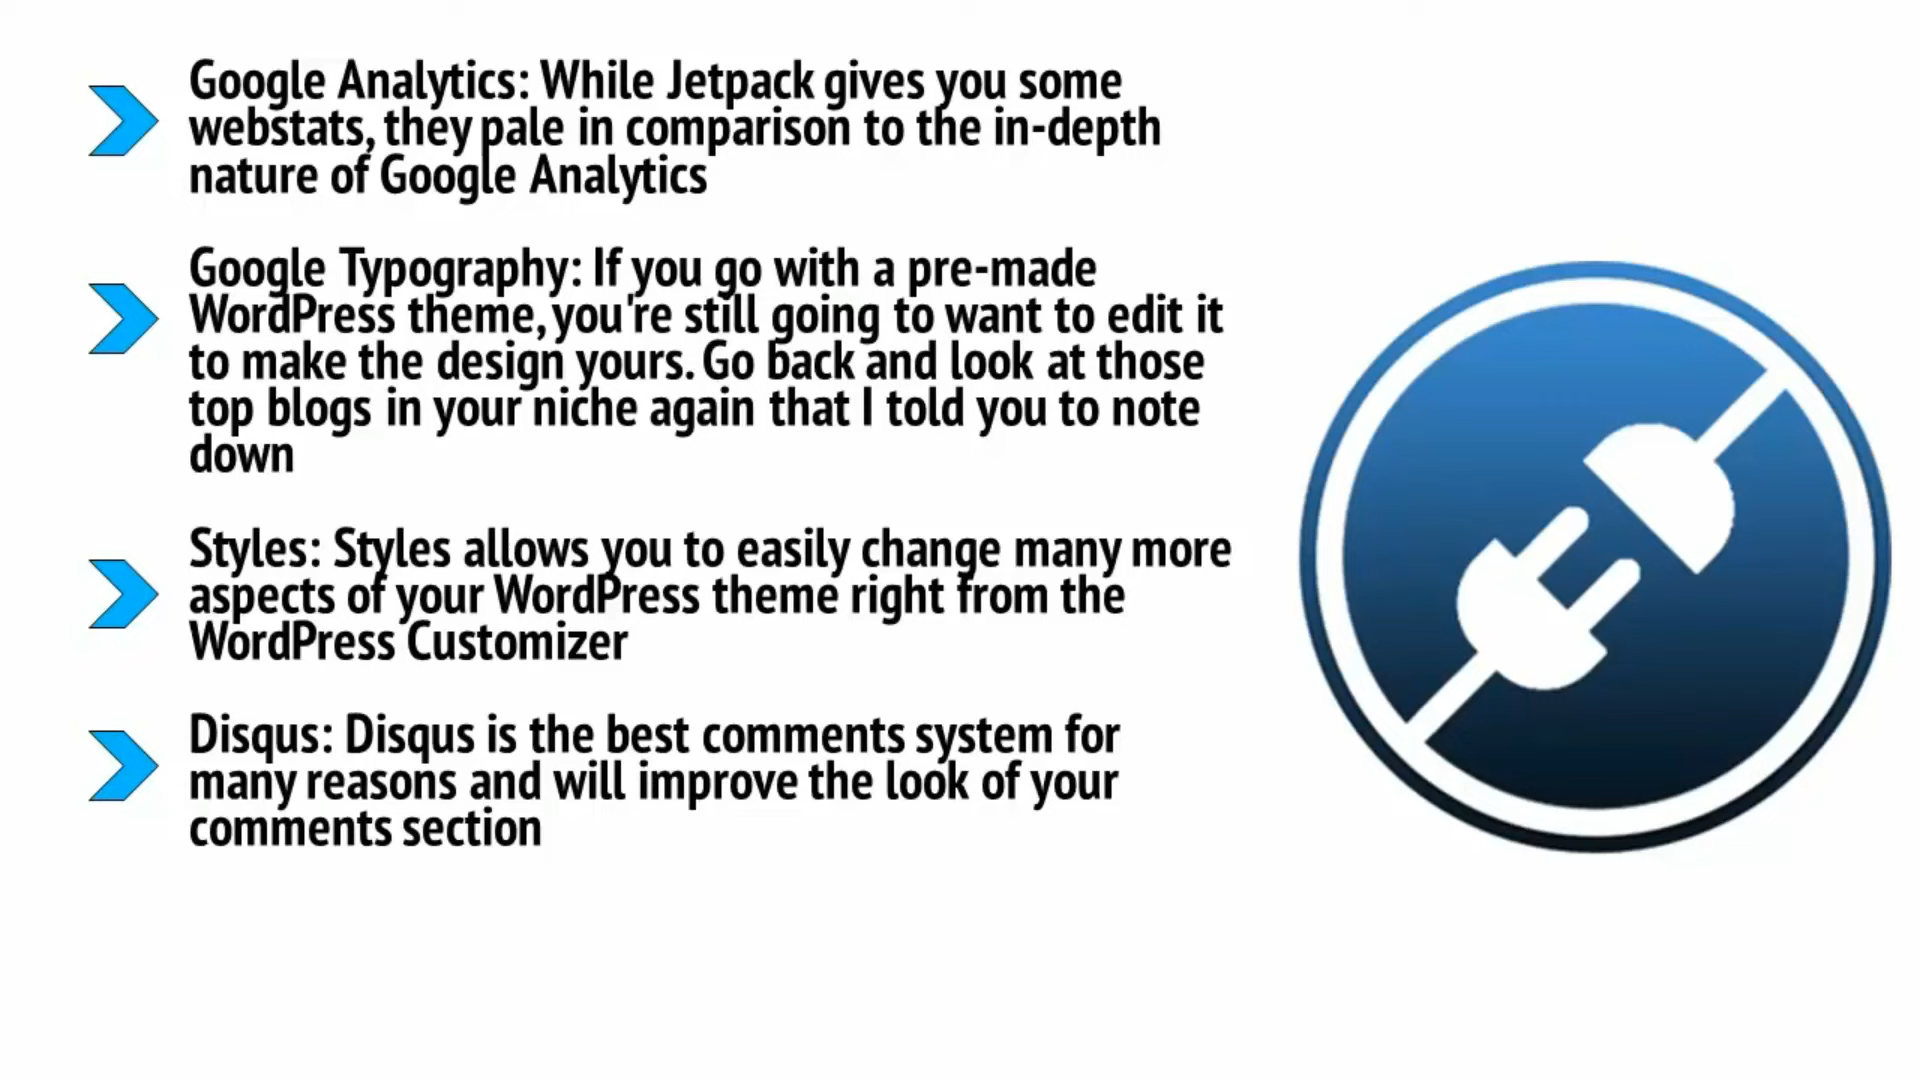 Google Analytics: While Jetpack gives you some
webstats, they pale in comparison to the in-depth
nature of Google Analytics
Google Typography: If you go with a pre-made
WordPress theme, you're still going to want to edit it
to make the design yours. Go back and look at those
top blogs in your niche again that I told you to note
down
Styles: Styles allows you to easily change many more
aspects of your WordPress theme right from the
WordPress Customizer
Disqus: Disqus is the best comments system for
many reasons and will improve the look of your
comments section